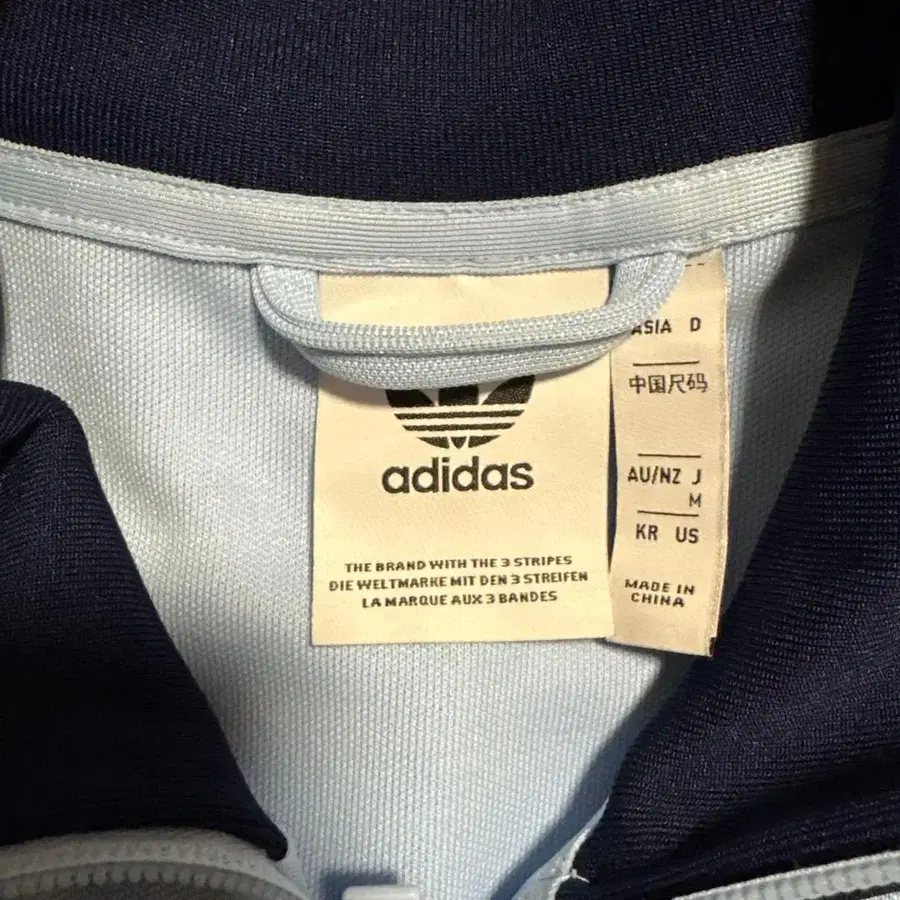 adidas
THE BRAND WITH THE 3 STRIPES
DIE WELTMARKE MIT DEN 3 STREIFEN
LA MARQUE AUX 3 BANDES
ASIA D
中国尺码
AU/NZ J
M
KR US
MADE IN
CHINA